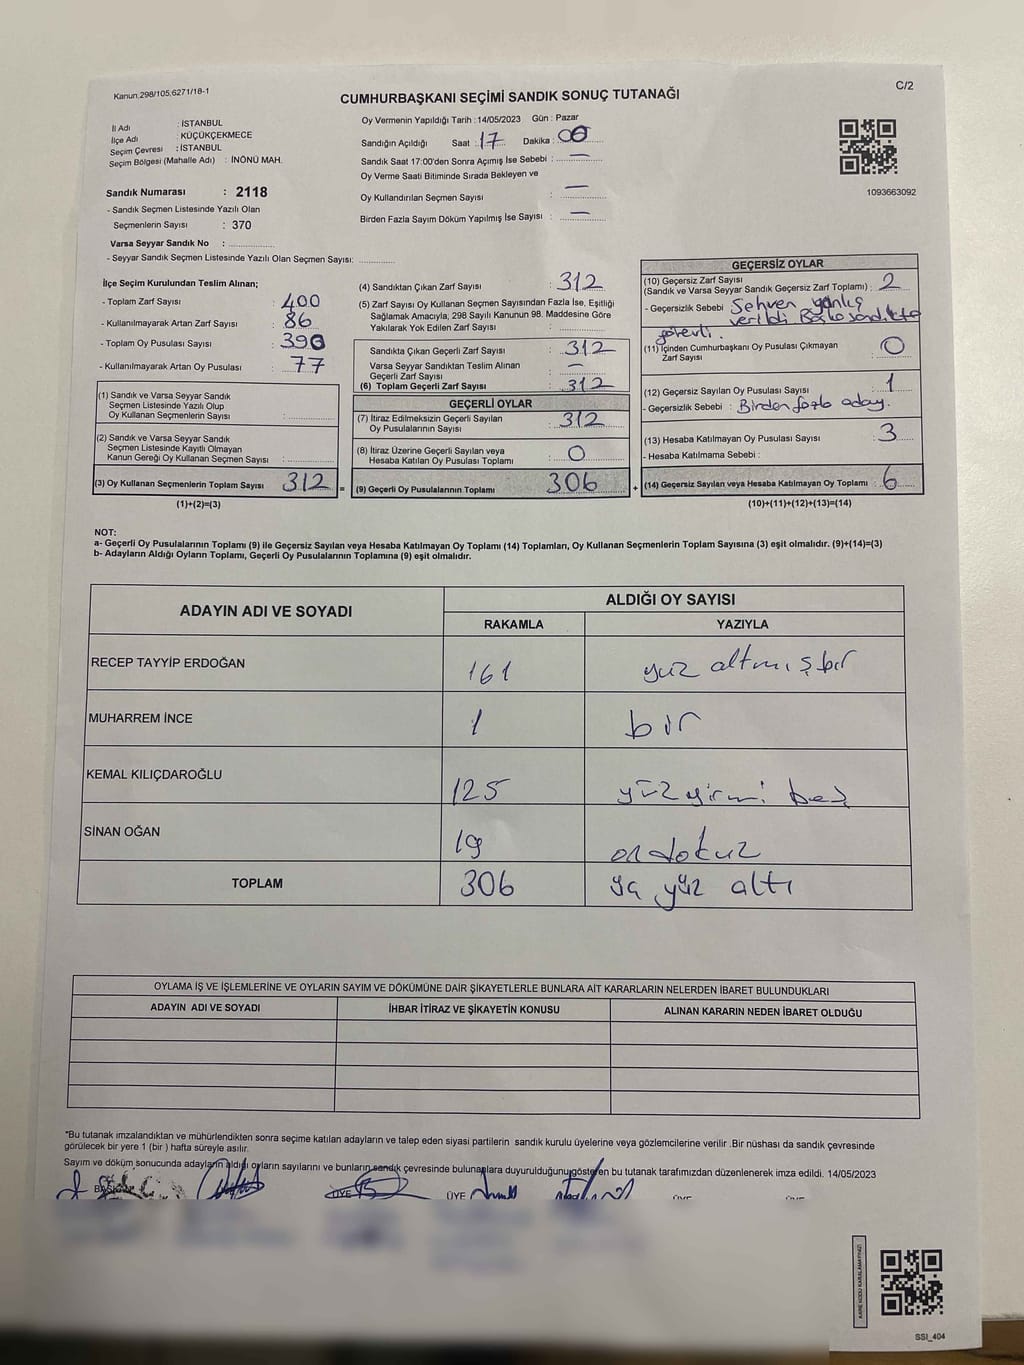 Kanun.298/105,6271/18-1
C/2
CUMHURBAŞKANI SEÇİMİ SANDIK SONUÇ TUTANAĞI
İl Adı : İSTANBUL
İlçe Adı : KÜÇÜKÇEKMECE
Seçim Çevresi : İSTANBUL
Seçim Bölgesi (Mahalle Adı) : İNÖNÜ MAH.
Sandık Numarası : 2118
- Sandık Seçmen Listesinde Yazılı Olan
Seçmenlerin Sayısı : 370
Varsa Seyyar Sandık No :
- Seyyar Sandık Seçmen Listesinde Yazılı Olan Seçmen Sayısı:
Oy Vermenin Yapıldığı Tarih : 14/05/2023 Gün : Pazar
Sandığın Açıldığı Saat : 17 Dakika : 00
Sandık Saat 17:00'den Sonra Açımış İse Sebebi : —
Oy Verme Saati Bitiminde Sırada Bekleyen ve
Oy Kullandırılan Seçmen Sayısı : —
Birden Fazla Sayım Döküm Yapılmış İse Sayısı : —
1093663092
İlçe Seçim Kurulundan Teslim Alınan;
- Toplam Zarf Sayısı : 400
- Kullanılmayarak Artan Zarf Sayısı : 86
- Toplam Oy Pusulası Sayısı : 390
- Kullanılmayarak Artan Oy Pusulası : 77
(1) Sandık ve Varsa Seyyar Sandık
Seçmen Listesinde Yazılı Olup
Oy Kullanan Seçmenlerin Sayısı :
(2) Sandık ve Varsa Seyyar Sandık
Seçmen Listesinde Kayıtlı Olmayan
Kanun Gereği Oy Kullanan Seçmen Sayısı :
(3) Oy Kullanan Seçmenlerin Toplam Sayısı : 312 =
(1)+(2)=(3)
(4) Sandıktan Çıkan Zarf Sayısı : 312
(5) Zarf Sayısı Oy Kullanan Seçmen Sayısından Fazla İse, Eşitliği
Sağlamak Amacıyla, 298 Sayılı Kanunun 98. Maddesine Göre
Yakılarak Yok Edilen Zarf Sayısı :
Sandıkta Çıkan Geçerli Zarf Sayısı : 312
Varsa Seyyar Sandıktan Teslim Alınan
Geçerli Zarf Sayısı : —
(6) Toplam Geçerli Zarf Sayısı : 312
GEÇERLİ OYLAR
(7) İtiraz Edilmeksizin Geçerli Sayılan
Oy Pusulalarının Sayısı : 312
(8) İtiraz Üzerine Geçerli Sayılan veya
Hesaba Katılan Oy Pusulası Toplamı : 0
(9) Geçerli Oy Pusulalarının Toplamı : 306 +
GEÇERSİZ OYLAR
(10) Geçersiz Zarf Sayısı
(Sandık ve Varsa Seyyar Sandık Geçersiz Zarf Toplamı) : 2
- Geçersizlik Sebebi : Sehven yanlış
verildi Başka sandıkta
görevli.
(11) İçinden Cumhurbaşkanı Oy Pusulası Çıkmayan
Zarf Sayısı : 0
(12) Geçersiz Sayılan Oy Pusulası Sayısı : 1
- Geçersizlik Sebebi : Birden fazla aday.
(13) Hesaba Katılmayan Oy Pusulası Sayısı : 3
- Hesaba Katılmama Sebebi :
(14) Geçersiz Sayılan veya Hesaba Katılmayan Oy Toplamı : 6
(10)+(11)+(12)+(13)=(14)
NOT:
a- Geçerli Oy Pusulalarının Toplamı (9) ile Geçersiz Sayılan veya Hesaba Katılmayan Oy Toplamı (14) Toplamları, Oy Kullanan Seçmenlerin Toplam Sayısına (3) eşit olmalıdır. (9)+(14)=(3)
b- Adayların Aldığı Oyların Toplamı, Geçerli Oy Pusulalarının Toplamına (9) eşit olmalıdır.
ADAYIN ADI VE SOYADI
ALDIĞI OY SAYISI
RAKAMLA YAZIYLA
RECEP TAYYİP ERDOĞAN 161 yüz altmış bir
MUHARREM İNCE 1 bir
KEMAL KILIÇDAROĞLU 125 yüz yirmi beş
SİNAN OĞAN 19 ondokuz
TOPLAM 306 yüz altı
OYLAMA İŞ VE İŞLEMLERİNE VE OYLARIN SAYIM VE DÖKÜMÜNE DAİR ŞİKAYETLERLE BUNLARA AİT KARARLARIN NELERDEN İBARET BULUNDUKLARI
ADAYIN ADI VE SOYADI İHBAR İTİRAZ VE ŞİKAYETİN KONUSU ALINAN KARARIN NEDEN İBARET OLDUĞU
*Bu tutanak imzalandıktan ve mühürlendikten sonra seçime katılan adayların ve talep eden siyasi partilerin sandık kurulu üyelerine veya gözlemcilerine verilir .Bir nüshası da sandık çevresinde
görülecek bir yere 1 (bir ) hafta süreyle asılır.
Sayım ve döküm sonucunda adayların aldığı oyların sayılarını ve bunların sandık çevresinde bulunanlara duyurulduğunu gösteren bu tutanak tarafımızdan düzenlenerek imza edildi. 14/05/2023
BAŞKAN ÜYE ÜYE ÜYE ÜYE
KARE KODU KARALAMAYINIZ!
SSI_404